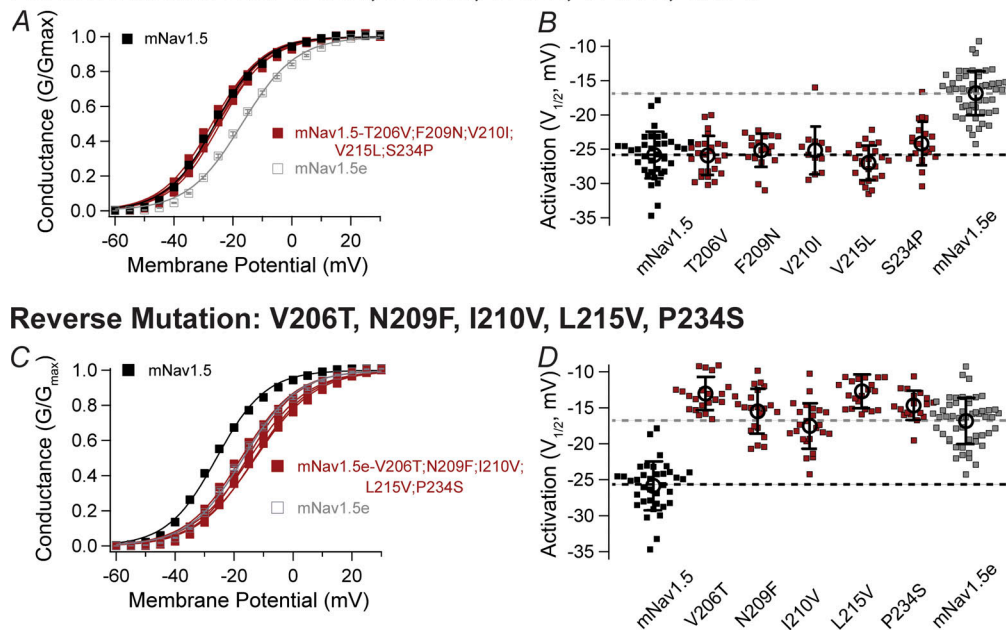 A
B
mNav1.5
1.0
0.8
0.6
0.4
0.2
0.0
Conductance (G/Gmax)
mNav1.5-T206V;F209N;V210I;
V215L;S234P
mNav1.5e
-60 -40 -20 0 20
Membrane Potential (mV)
Activation (V1/2, mV)
-10
-15
-20
-25
-30
-35
mNav1.5 T206V F209N V210I V215L S234P mNav1.5e
Reverse Mutation: V206T, N209F, I210V, L215V, P234S
C
D
mNav1.5
1.0
0.8
0.6
0.4
0.2
0.0
Conductance (G/Gmax)
mNav1.5e-V206T;N209F;I210V;
L215V;P234S
mNav1.5e
-60 -40 -20 0 20
Membrane Potential (mV)
Activation (V1/2, mV)
-10
-15
-20
-25
-30
-35
mNav1.5 V206T N209F I210V L215V P234S mNav1.5e